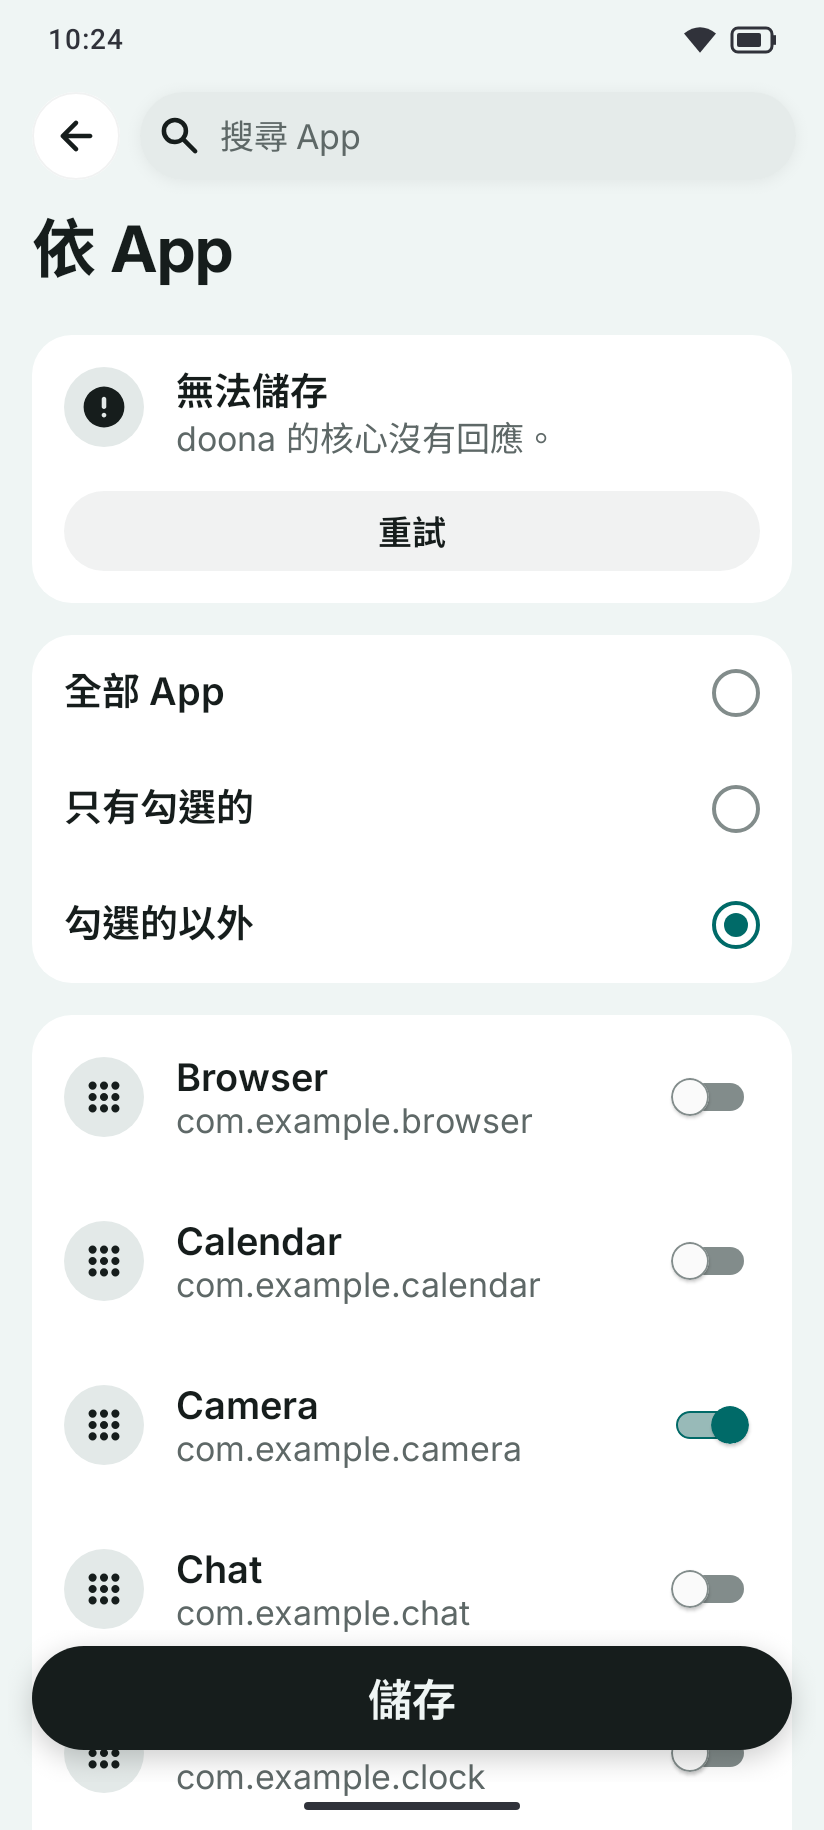 10:24
搜尋 App
依 App
無法儲存
doona 的核心沒有回應。
重試
全部 App
只有勾選的
勾選的以外
Browser
com.example.browser
Calendar
com.example.calendar
Camera
com.example.camera
Chat
com.example.chat
儲存
com.example.clock